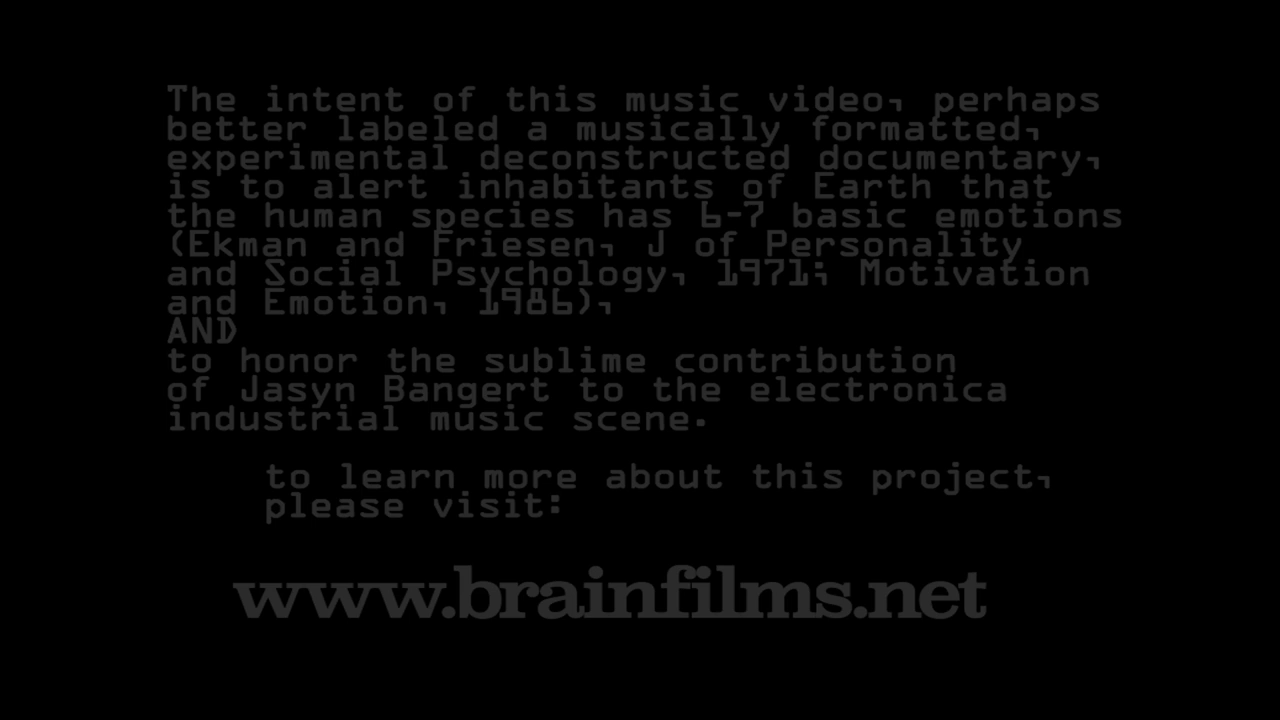 The intent of this music video, perhaps
better labeled a musically formatted,
experimental deconstructed documentary,
is to alert inhabitants of Earth that
the human species has 6-7 basic emotions
(Ekman and Friesen, J of Personality
and Social Psychology, 1971; Motivation
and Emotion, 1986),
AND
to honor the sublime contribution
of Jasyn Bangert to the electronica
industrial music scene.
to learn more about this project,
please visit:
www.brainfilms.net